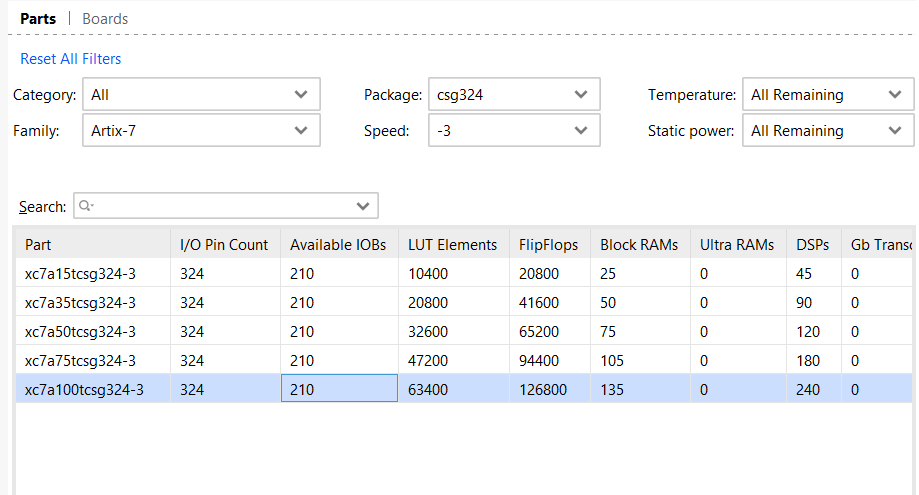 Parts | Boards
Reset All Filters
Category: All Package: csg324 Temperature: All Remaining
Family: Artix-7 Speed: -3 Static power: All Remaining
Search:
Part I/O Pin Count Available IOBs LUT Elements FlipFlops Block RAMs Ultra RAMs DSPs Gb Transc
xc7a15tcsg324-3 324 210 10400 20800 25 0 45 0
xc7a35tcsg324-3 324 210 20800 41600 50 0 90 0
xc7a50tcsg324-3 324 210 32600 65200 75 0 120 0
xc7a75tcsg324-3 324 210 47200 94400 105 0 180 0
xc7a100tcsg324-3 324 210 63400 126800 135 0 240 0